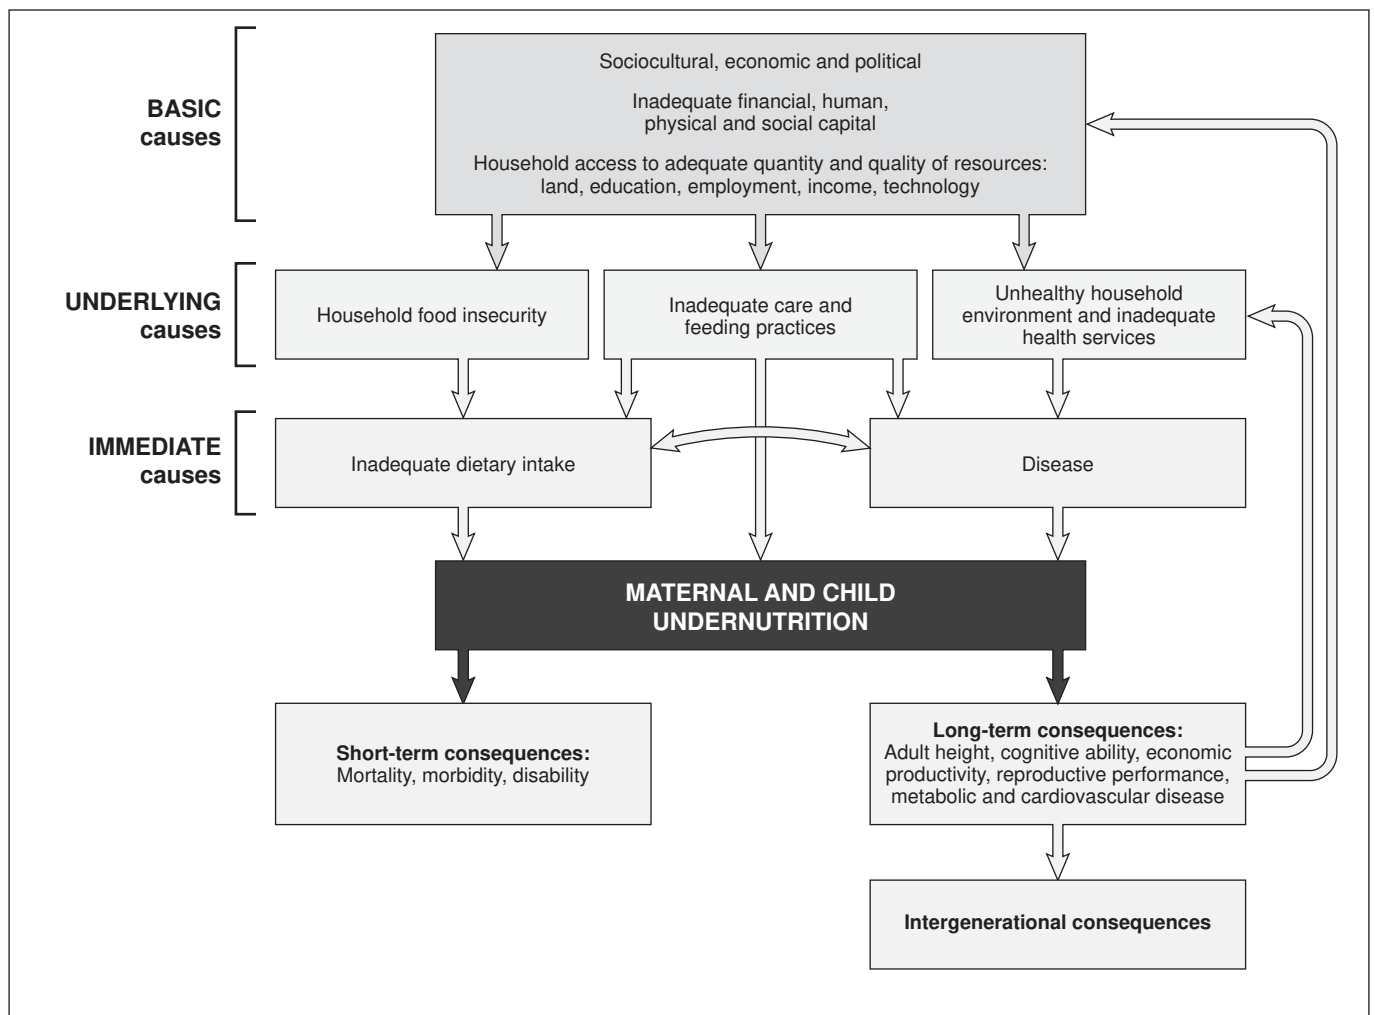 BASIC
causes
Sociocultural, economic and political
Inadequate financial, human,
physical and social capital
Household access to adequate quantity and quality of resources:
land, education, employment, income, technology
UNDERLYING
causes
Household food insecurity
Inadequate care and
feeding practices
Unhealthy household
environment and inadequate
health services
IMMEDIATE
causes
Inadequate dietary intake
Disease
MATERNAL AND CHILD
UNDERNUTRITION
Short-term consequences:
Mortality, morbidity, disability
Long-term consequences:
Adult height, cognitive ability, economic
productivity, reproductive performance,
metabolic and cardiovascular disease
Intergenerational consequences